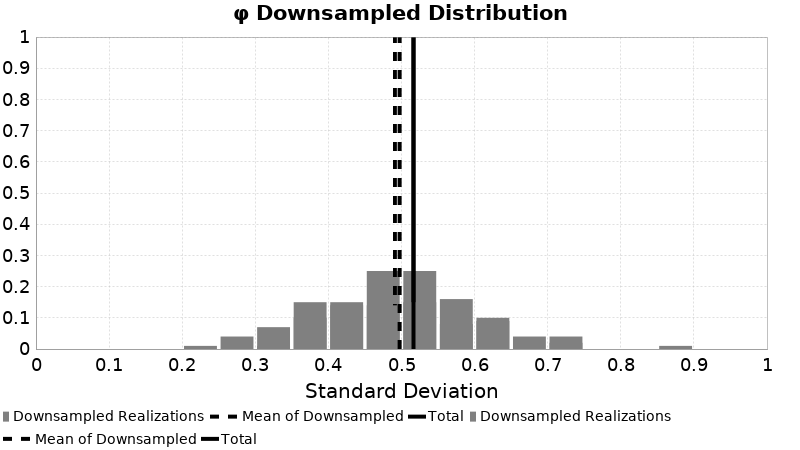 φ Downsampled Distribution
1
0.9
0.8
0.7
0.6
0.5
0.4
0.3
0.2
0.1
0
0 0.1 0.2 0.3 0.4 0.5 0.6 0.7 0.8 0.9 1
Standard Deviation
Downsampled Realizations Mean of Downsampled Total Downsampled Realizations
Mean of Downsampled Total